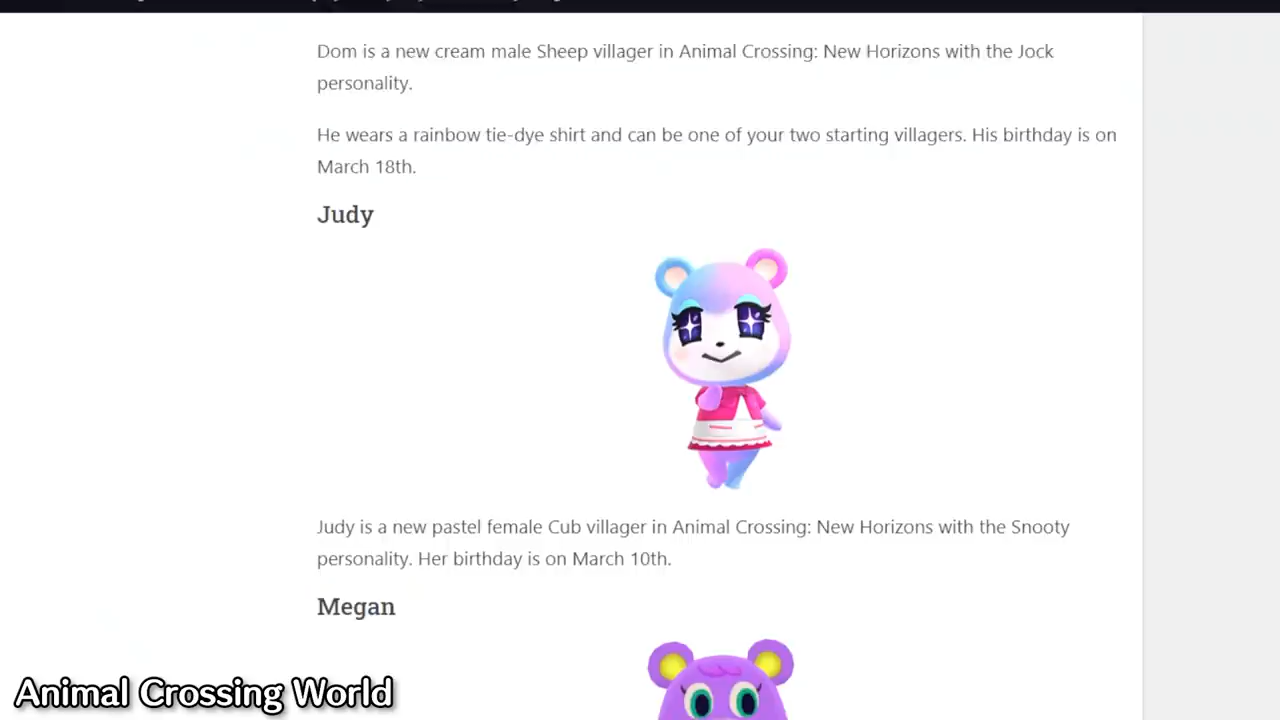 Dom is a new cream male Sheep villager in Animal Crossing: New Horizons with the Jock
personality.
He wears a rainbow tie-dye shirt and can be one of your two starting villagers. His birthday is on
March 18th.
Judy
Judy is a new pastel female Cub villager in Animal Crossing: New Horizons with the Snooty
personality. Her birthday is on March 10th.
Megan
Animal Crossing World